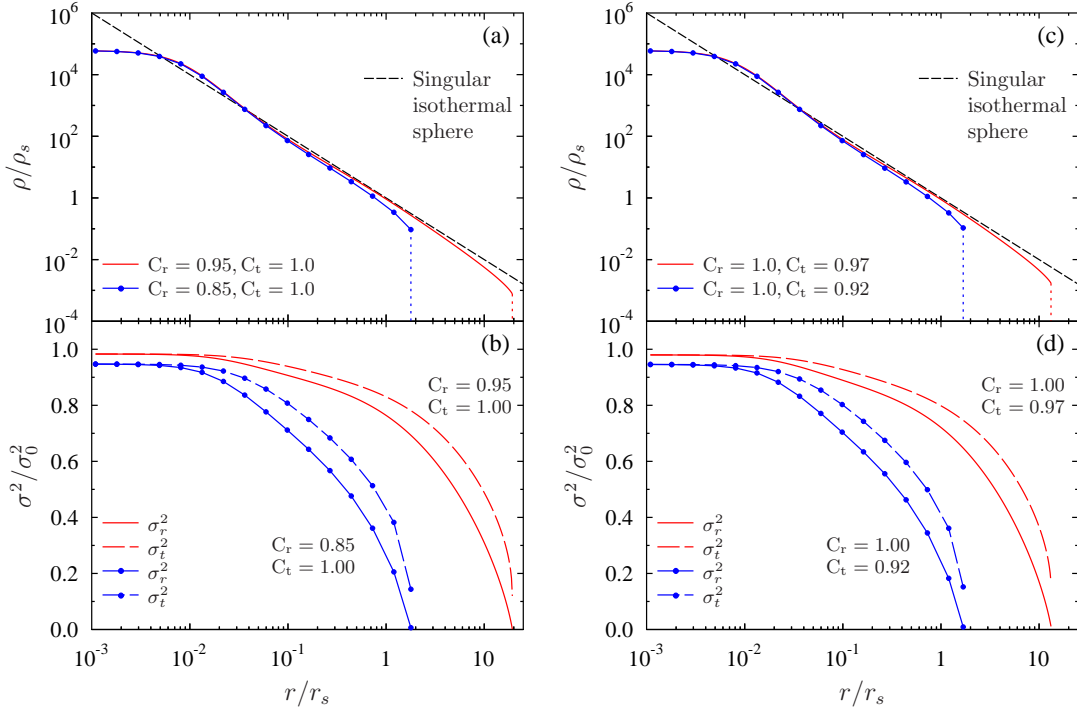 10^6
10^4
10^2
1
10^-2
10^-4
ρ/ρ_s
(a)
Singular
isothermal
sphere
C_r = 0.95, C_t = 1.0
C_r = 0.85, C_t = 1.0
10
1.0
0.8
0.6
0.4
0.2
0.0
σ^2/σ_0^2
(b)
C_r = 0.95
C_t = 1.00
C_r = 0.85
C_t = 1.00
σ_r^2
σ_t^2
σ_r^2
σ_t^2
10^-3
10^-2
10^-1
1
10
r/r_s
10^6
10^4
10^2
1
10^-2
10^-4
ρ/ρ_s
(c)
Singular
isothermal
sphere
C_r = 1.0, C_t = 0.97
C_r = 1.0, C_t = 0.92
10
1.0
0.8
0.6
0.4
0.2
0.0
σ^2/σ_0^2
(d)
C_r = 1.00
C_t = 0.97
C_r = 1.00
C_t = 0.92
σ_r^2
σ_t^2
σ_r^2
σ_t^2
10^-3
10^-2
10^-1
1
10
r/r_s